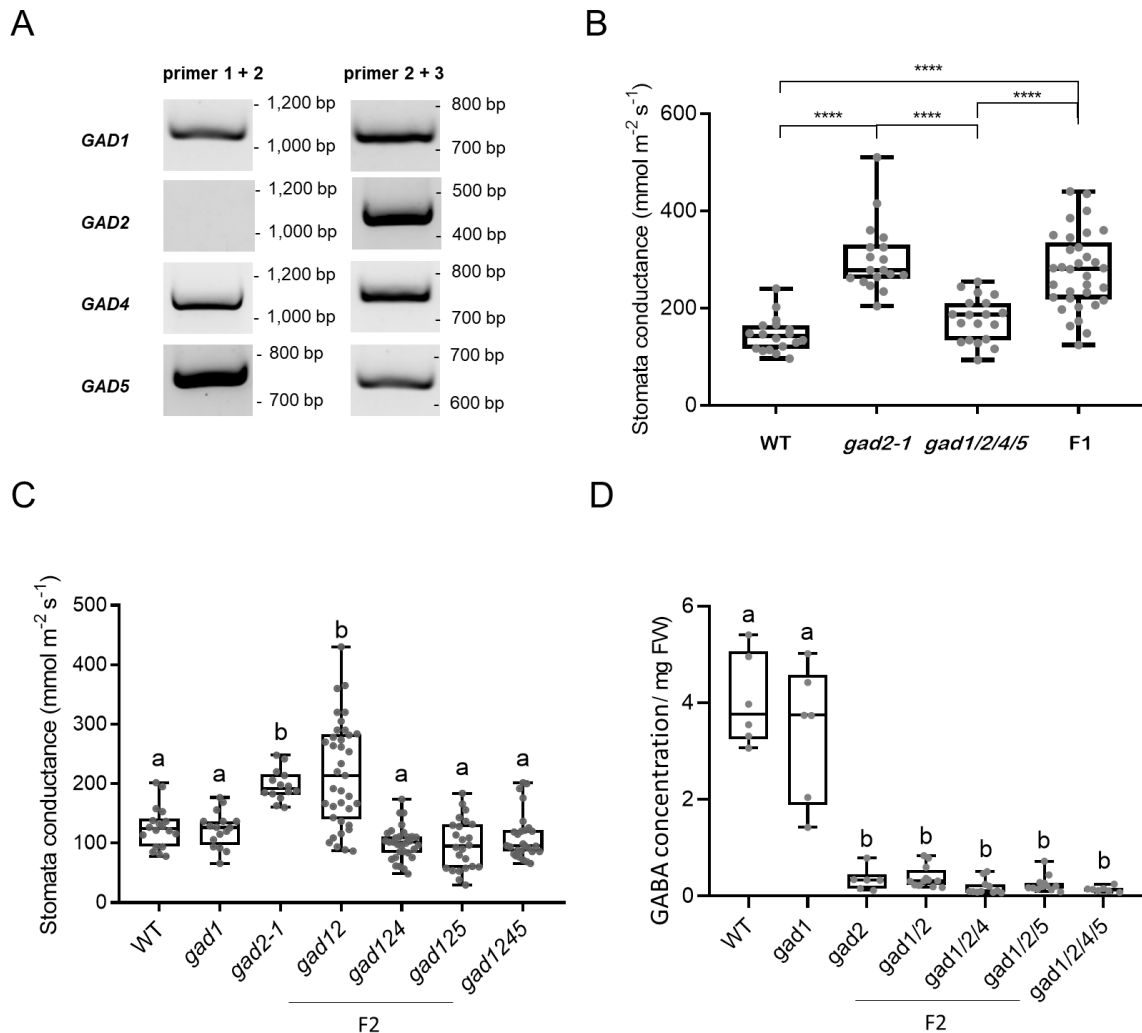 A
primer 1 + 2 primer 2 + 3
GAD1
- 1,200 bp
- 1,000 bp
- 800 bp
- 700 bp
GAD2
- 1,200 bp
- 1,000 bp
- 500 bp
- 400 bp
GAD4
- 1,200 bp
- 1,000 bp
- 800 bp
- 700 bp
GAD5
- 800 bp
- 700 bp
- 700 bp
- 600 bp
B
Stomata conductance (mmol m⁻² s⁻¹)
600
400
200
0
****
****
**** ****
WT gad2-1 gad1/2/4/5 F1
C
Stomata conductance (mmol m⁻² s⁻¹)
500
400
300
200
100
0
a a b b a a a
WT gad1 gad2-1 gad12 gad124 gad125 gad1245
F2
D
GABA concentration/ mg FW
6
4
2
0
a a b b b b b
WT gad1 gad2 gad1/2 gad1/2/4 gad1/2/5 gad1/2/4/5
F2